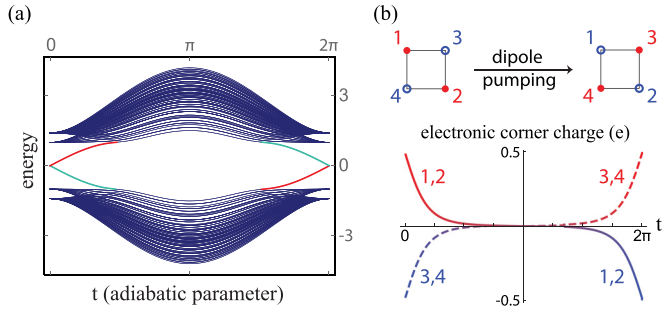 (a)
0 π 2π
3
0
-3
energy
t (adiabatic parameter)
(b)
1 3
4 2
dipole
pumping
1 3
4 2
electronic corner charge (e)
0.5
1,2 3,4
0 2π t
3,4 1,2
-0.5